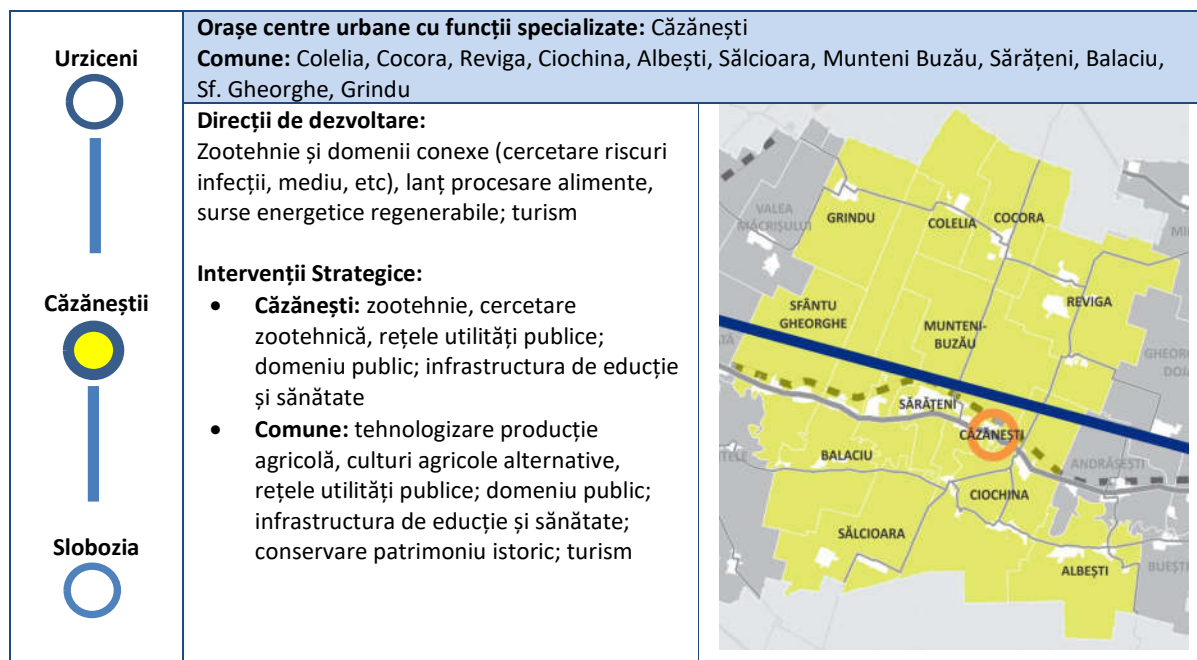 Urziceni
Căzăneștii
Slobozia
Orașe centre urbane cu funcții specializate: Căzănești
Comune: Colelia, Cocora, Reviga, Ciochina, Albești, Sălcioara, Munteni Buzău, Sărățeni, Balaciu,
Sf. Gheorghe, Grindu
Direcții de dezvoltare:
Zootehnie și domenii conexe (cercetare riscuri
infecții, mediu, etc), lanț procesare alimente,
surse energetice regenerabile; turism
Intervenții Strategice:
• Căzănești: zootehnie, cercetare
zootehnică, rețele utilități publice;
domeniu public; infrastructura de educție
și sănătate
• Comune: tehnologizare producție
agricolă, culturi agricole alternative,
rețele utilități publice; domeniu public;
infrastructura de educție și sănătate;
conservare patrimoniu istoric; turism
VALEA
MĂCRIȘULUI
GRINDU
COLELIA
COCORA
REVIGA
SFÂNTU
GHEORGHE
MUNTENI-
BUZĂU
SĂRĂȚENI
CĂZĂNEȘTI
BALACIU
ANDRĂȘEȘTI
CIOCHINA
SĂLCIOARA
ALBEȘTI